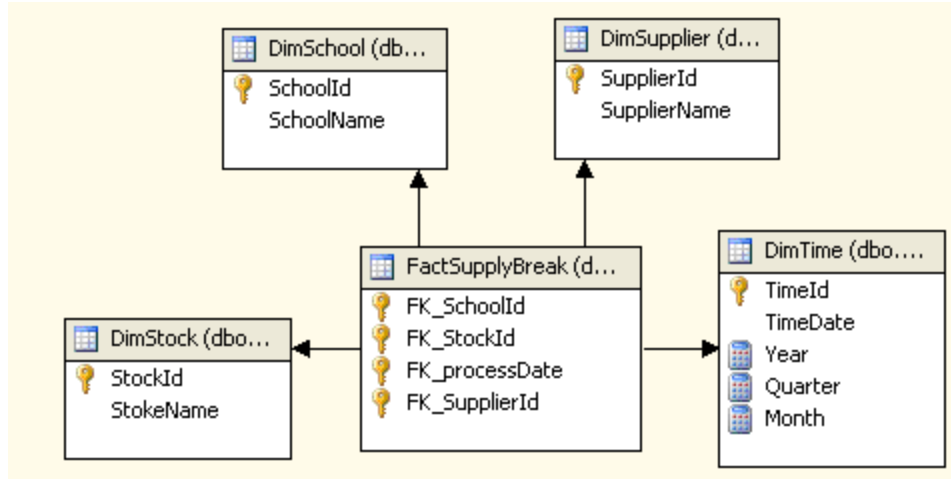 DimSchool (db...
SchoolId
SchoolName
DimSupplier (d...
SupplierId
SupplierName
FactSupplyBreak (d...
FK_SchoolId
FK_StockId
FK_processDate
FK_SupplierId
DimTime (dbo....
TimeId
TimeDate
Year
Quarter
Month
DimStock (dbo...
StockId
StokeName